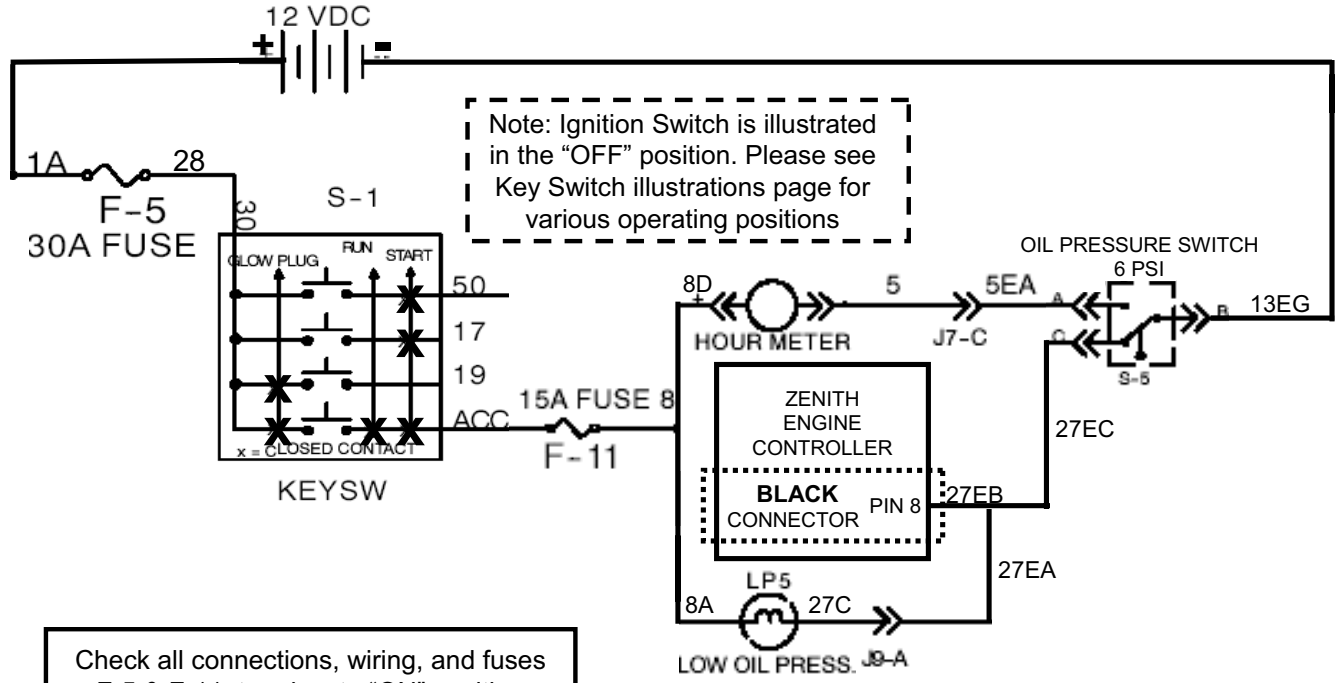 12 VDC
+
-
Note: Ignition Switch is illustrated
in the “OFF” position. Please see
Key Switch illustrations page for
various operating positions
1A
28
F-5
30A FUSE
30
S-1
GLOW PLUG
RUN
START
50
17
19
ACC
x = CLOSED CONTACT
KEYSW
15A FUSE 8
F-11
8D
+
HOUR METER
5
J7-C
5EA
OIL PRESSURE SWITCH
6 PSI
A
B
C
S-5
13EG
ZENITH
ENGINE
CONTROLLER
BLACK
CONNECTOR
PIN 8
27EB
27EC
27EA
LP5
8A
27C
LOW OIL PRESS.
J9-A
Check all connections, wiring, and fuses